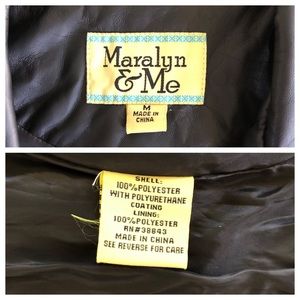 Maralyn
& Me
M
MADE IN
CHINA
SHELL:
100%POLYESTER
WITH POLYURETHANE
COATING
LINING:
100%POLYESTER
RN#38843
MADE IN CHINA
SEE REVERSE FOR CARE